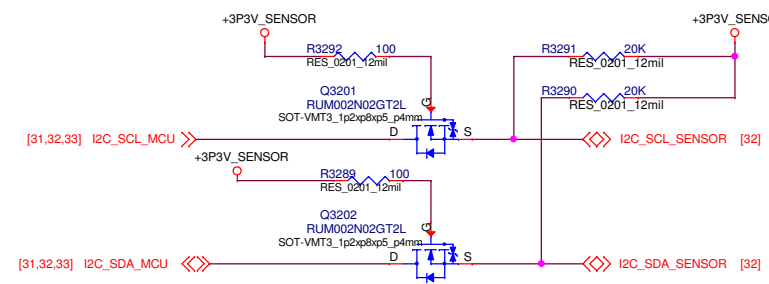 +3P3V_SENSOR
+3P3V_SENS
R3292 100
RES_0201_12mil
R3291 20K
RES_0201_12mil
R3290 20K
RES_0201_12mil
Q3201
RUM002N02GT2L
SOT-VMT3_1p2xp8xp5_p4mm
G
D
S
[31,32,33] I2C_SCL_MCU
I2C_SCL_SENSOR [32]
+3P3V_SENSOR
R3289 100
RES_0201_12mil
Q3202
RUM002N02GT2L
SOT-VMT3_1p2xp8xp5_p4mm
G
D
S
[31,32,33] I2C_SDA_MCU
I2C_SDA_SENSOR [32]